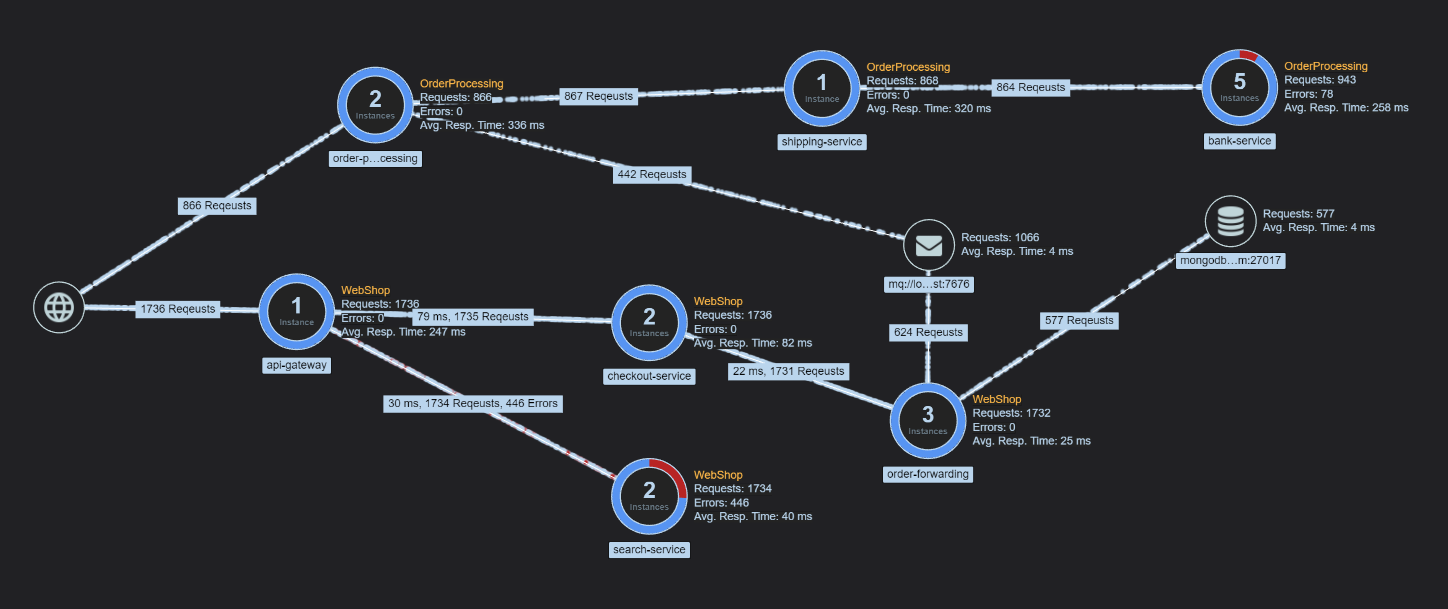 2
Instances
OrderProcessing
Requests: 866
Errors: 0
Avg. Resp. Time: 336 ms
order-p...cessing
867 Reqeusts
1
Instance
OrderProcessing
Requests: 868
Errors: 0
Avg. Resp. Time: 320 ms
shipping-service
864 Reqeusts
5
Instances
OrderProcessing
Requests: 943
Errors: 78
Avg. Resp. Time: 258 ms
bank-service
442 Reqeusts
866 Reqeusts
Requests: 1066
Avg. Resp. Time: 4 ms
mq://lo...st:7676
Requests: 577
Avg. Resp. Time: 4 ms
mongodb...m:27017
1736 Reqeusts
1
Instance
WebShop
Requests: 1736
Errors: 0
Avg. Resp. Time: 247 ms
api-gateway
79 ms, 1735 Reqeusts
2
Instances
WebShop
Requests: 1736
Errors: 0
Avg. Resp. Time: 82 ms
checkout-service
624 Reqeusts
577 Reqeusts
22 ms, 1731 Reqeusts
30 ms, 1734 Reqeusts, 446 Errors
3
Instances
WebShop
Requests: 1732
Errors: 0
Avg. Resp. Time: 25 ms
order-forwarding
2
Instances
WebShop
Requests: 1734
Errors: 446
Avg. Resp. Time: 40 ms
search-service